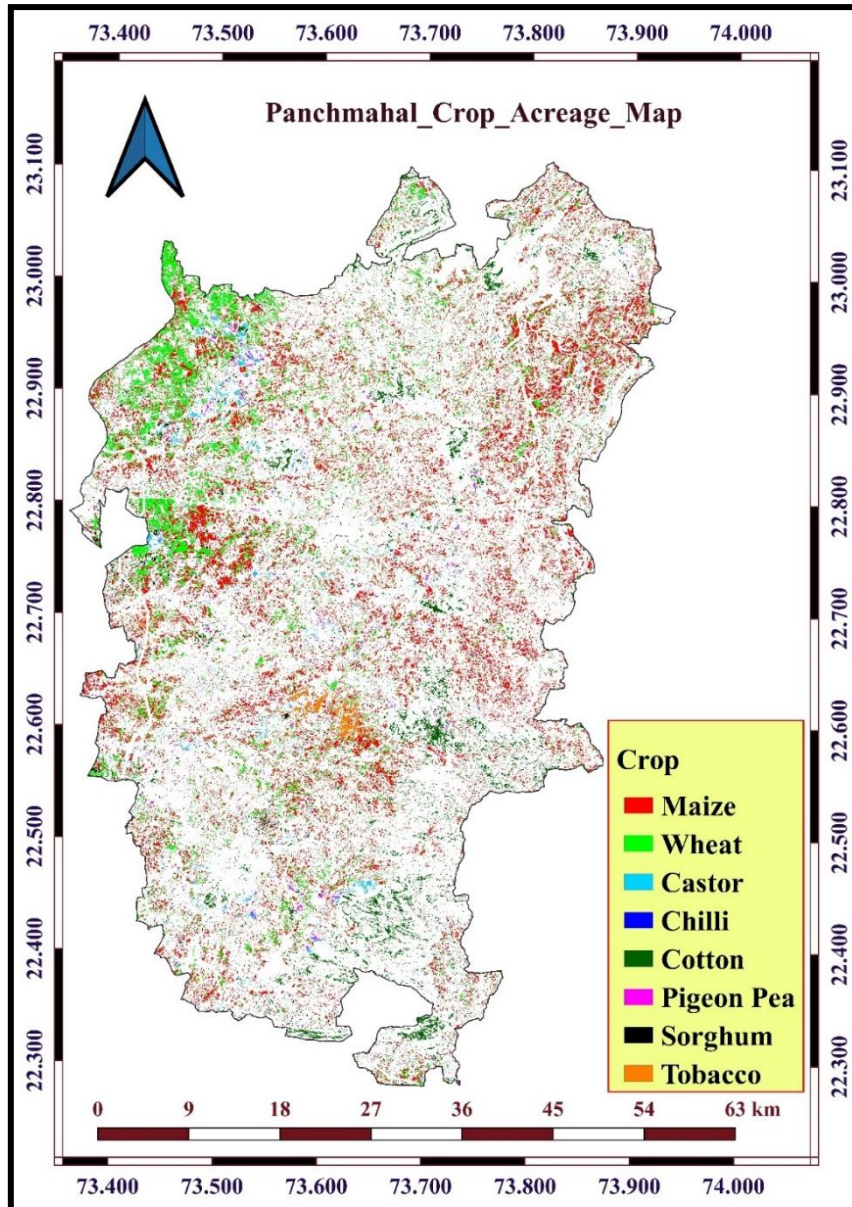 73.400 73.500 73.600 73.700 73.800 73.900 74.000
Panchmahal_Crop_Acreage_Map
23.100 23.100
23.000 23.000
22.900 22.900
22.800 22.800
22.700 22.700
22.600 22.600
Crop
Maize
22.500 22.500
Wheat
Castor
Chilli
22.400 22.400
Cotton
Pigeon Pea
Sorghum
22.300 22.300
Tobacco
0 9 18 27 36 45 54 63 km
73.400 73.500 73.600 73.700 73.800 73.900 74.000